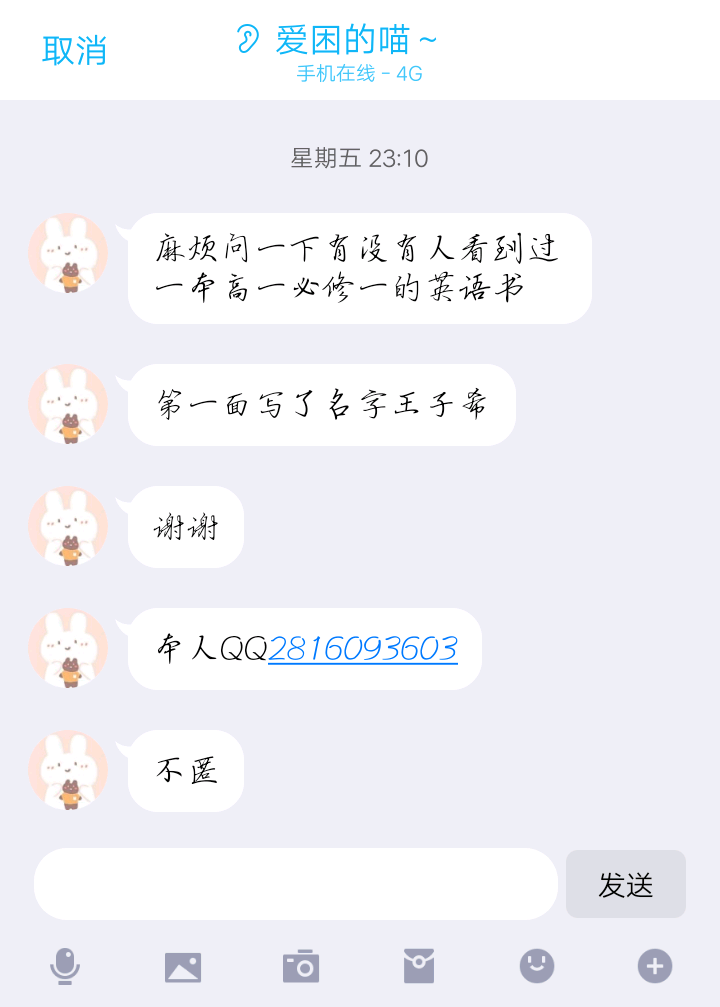 取消
爱困的喵~
手机在线 - 4G
星期五 23:10
麻烦问一下有没有人看到过
一本高一必修一的英语书
第一面写了名字王子希
谢谢
本人QQ2816093603
不匿
发送